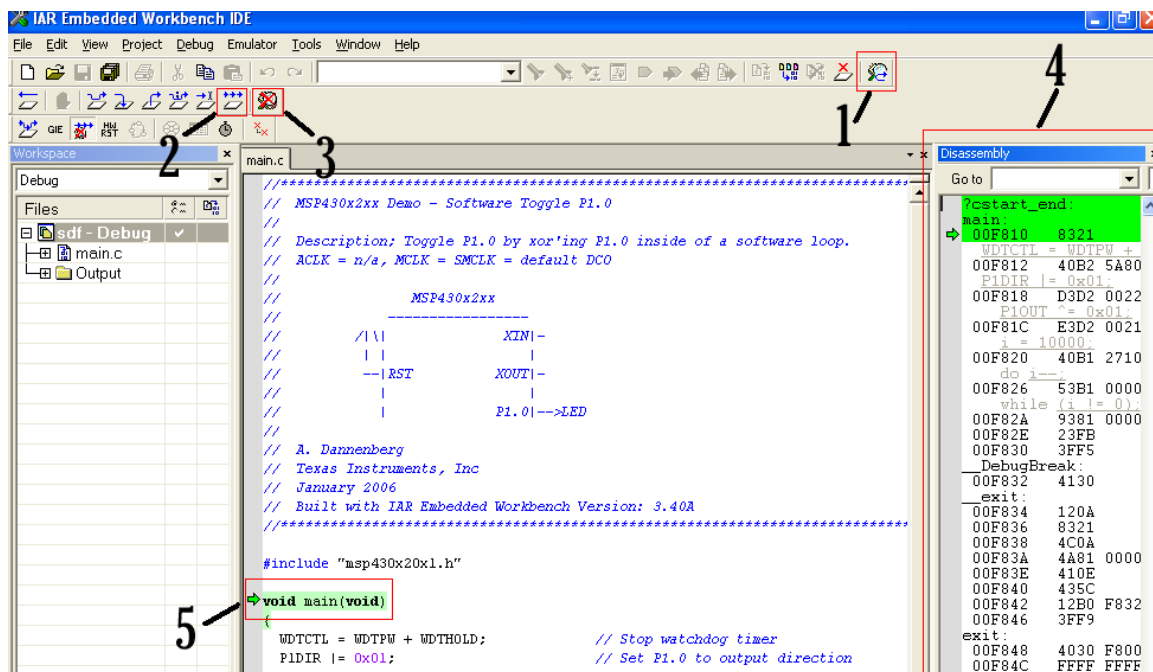 IAR Embedded Workbench IDE
File Edit View Project Debug Emulator Tools Window Help
4
1
GIE HW RST
2
3
Workspace
Debug
Files
sdf - Debug
main.c
Output
main.c
//***************************************************************************
// MSP430x2xx Demo - Software Toggle P1.0
//
// Description; Toggle P1.0 by xor'ing P1.0 inside of a software loop.
// ACLK = n/a, MCLK = SMCLK = default DCO
//
// MSP430x2xx
// -----------------
// /|\| XIN|-
// | | |
// --|RST XOUT|-
// | |
// | P1.0|-->LED
//
// A. Dannenberg
// Texas Instruments, Inc
// January 2006
// Built with IAR Embedded Workbench Version: 3.40A
//***************************************************************************
#include "msp430x20x1.h"
void main(void)
{
WDTCTL = WDTPW + WDTHOLD; // Stop watchdog timer
P1DIR |= 0x01; // Set P1.0 to output direction
5
Disassembly
Go to
?cstart_end:
main:
00F810 8321
WDTCTL = WDTPW +
00F812 40B2 5A80
P1DIR |= 0x01;
00F818 D3D2 0022
P1OUT ^= 0x01;
00F81C E3D2 0021
i = 10000;
00F820 40B1 2710
do i--;
00F826 53B1 0000
while (i != 0);
00F82A 9381 0000
00F82E 23FB
00F830 3FF5
__DebugBreak:
00F832 4130
__exit:
00F834 120A
00F836 8321
00F838 4C0A
00F83A 4A81 0000
00F83E 410E
00F840 435C
00F842 12B0 F832
00F846 3FF9
exit:
00F848 4030 F800
00F84C FFFF FFFF